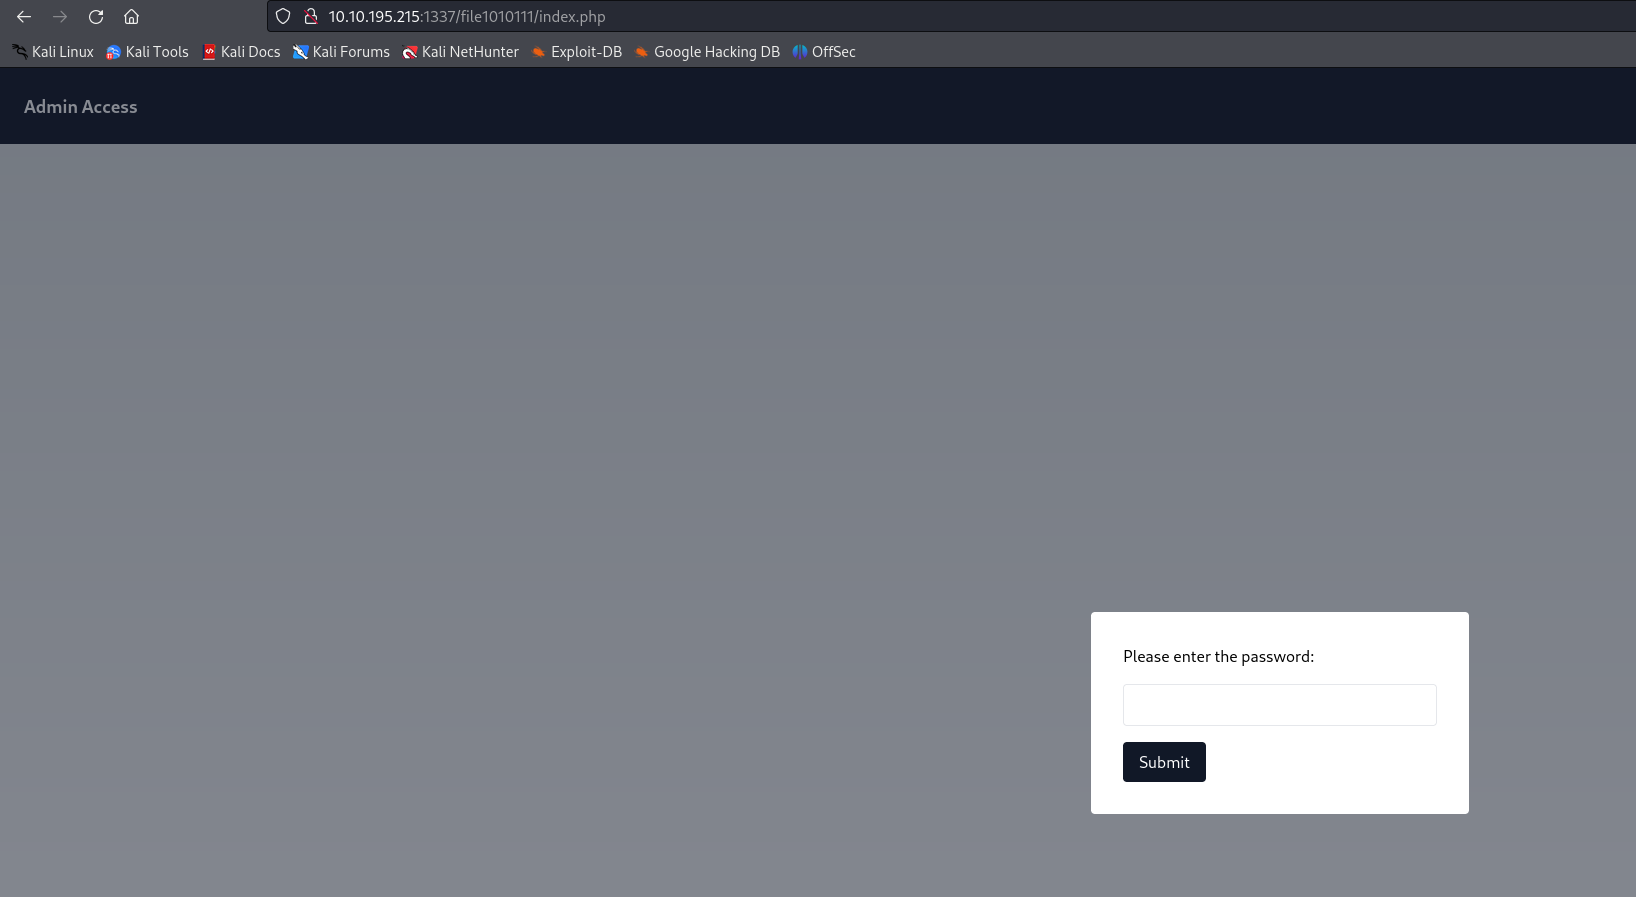 10.10.195.215:1337/file1010111/index.php
Kali Linux Kali Tools Kali Docs Kali Forums Kali NetHunter Exploit-DB Google Hacking DB OffSec
Admin Access
Please enter the password:
Submit